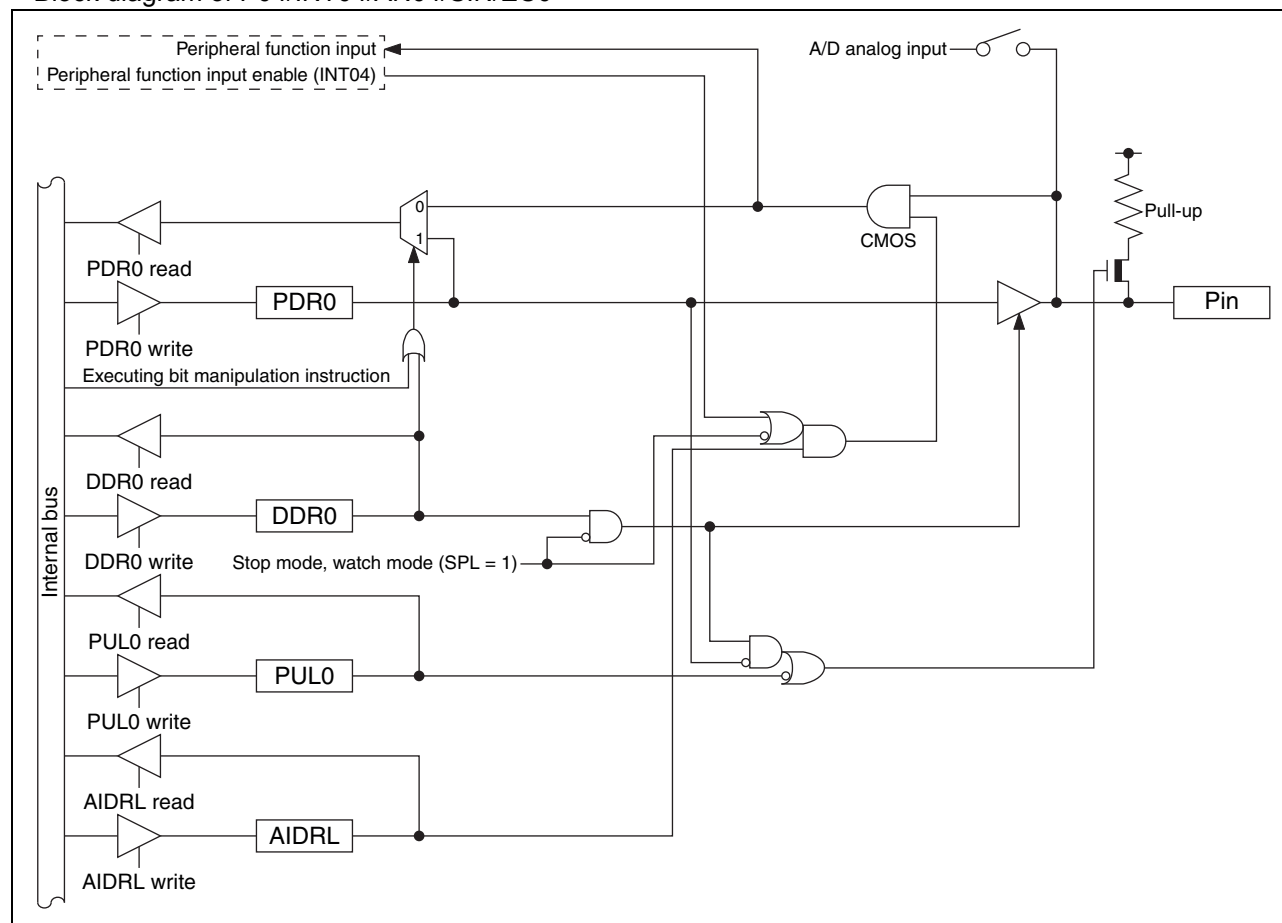 Peripheral function input
A/D analog input
Peripheral function input enable (INT04)
0
Pull-up
1
CMOS
PDR0 read
PDR0
Pin
PDR0 write
Executing bit manipulation instruction
DDR0 read
Internal bus
DDR0
DDR0 write
Stop mode, watch mode (SPL = 1)
PUL0 read
PUL0
PUL0 write
AIDRL read
AIDRL
AIDRL write